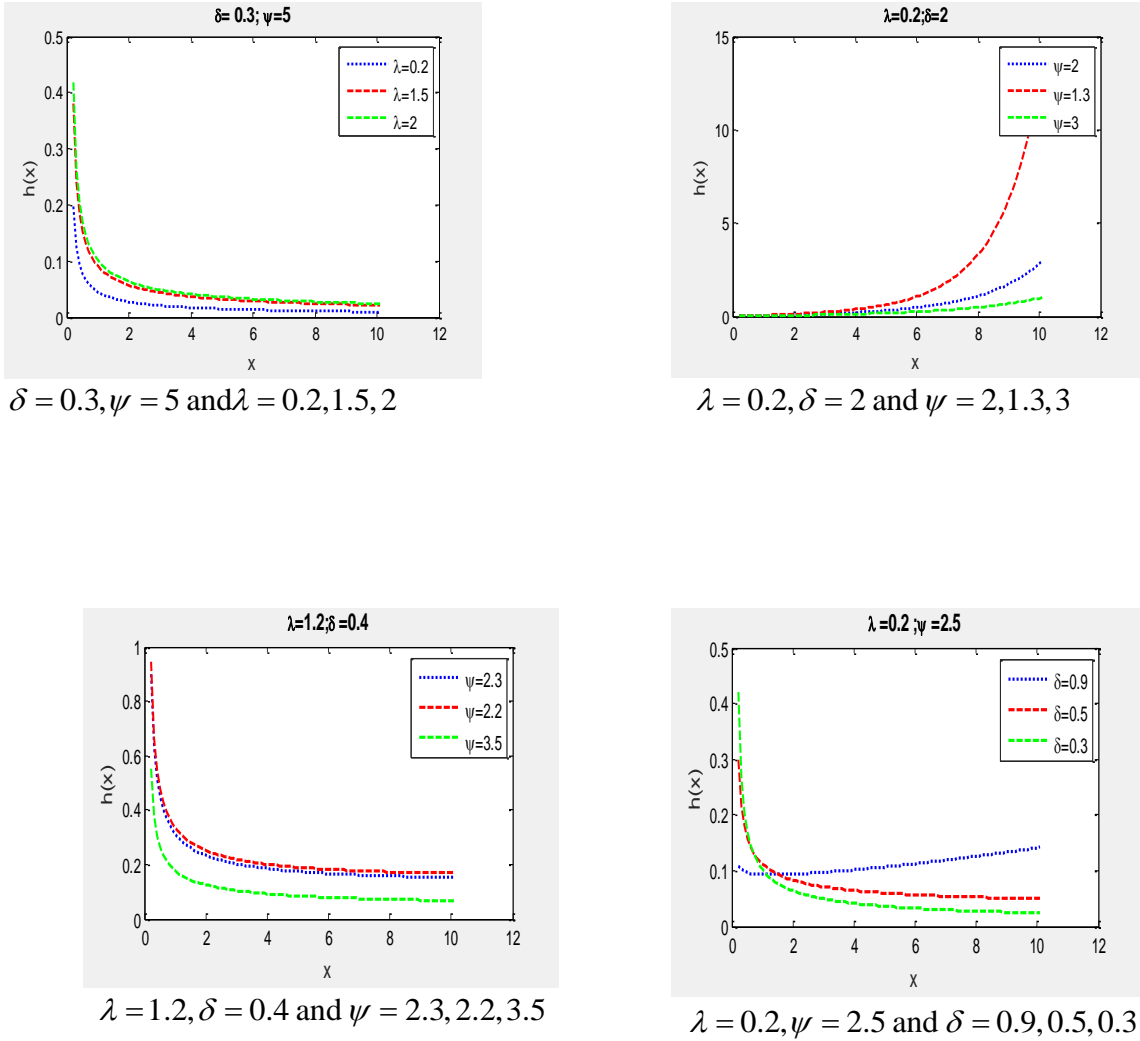 δ= 0.3; ψ=5
0.5
0.4
0.3
0.2
0.1
0
h(x)
λ=0.2
λ=1.5
λ=2
0 2 4 6 8 10 12
x
δ = 0.3, ψ = 5 andλ = 0.2,1.5, 2
λ=0.2;δ=2
15
10
5
0
h(x)
ψ=2
ψ=1.3
ψ=3
0 2 4 6 8 10 12
x
λ = 0.2, δ = 2 and ψ = 2,1.3,3
λ=1.2;δ =0.4
1
0.8
0.6
0.4
0.2
0
h(x)
ψ=2.3
ψ=2.2
ψ=3.5
0 2 4 6 8 10 12
x
λ = 1.2, δ = 0.4 and ψ = 2.3, 2.2,3.5
λ =0.2 ;ψ =2.5
0.5
0.4
0.3
0.2
0.1
0
h(x)
δ=0.9
δ=0.5
δ=0.3
0 2 4 6 8 10 12
x
λ = 0.2,ψ = 2.5 and δ = 0.9,0.5,0.3